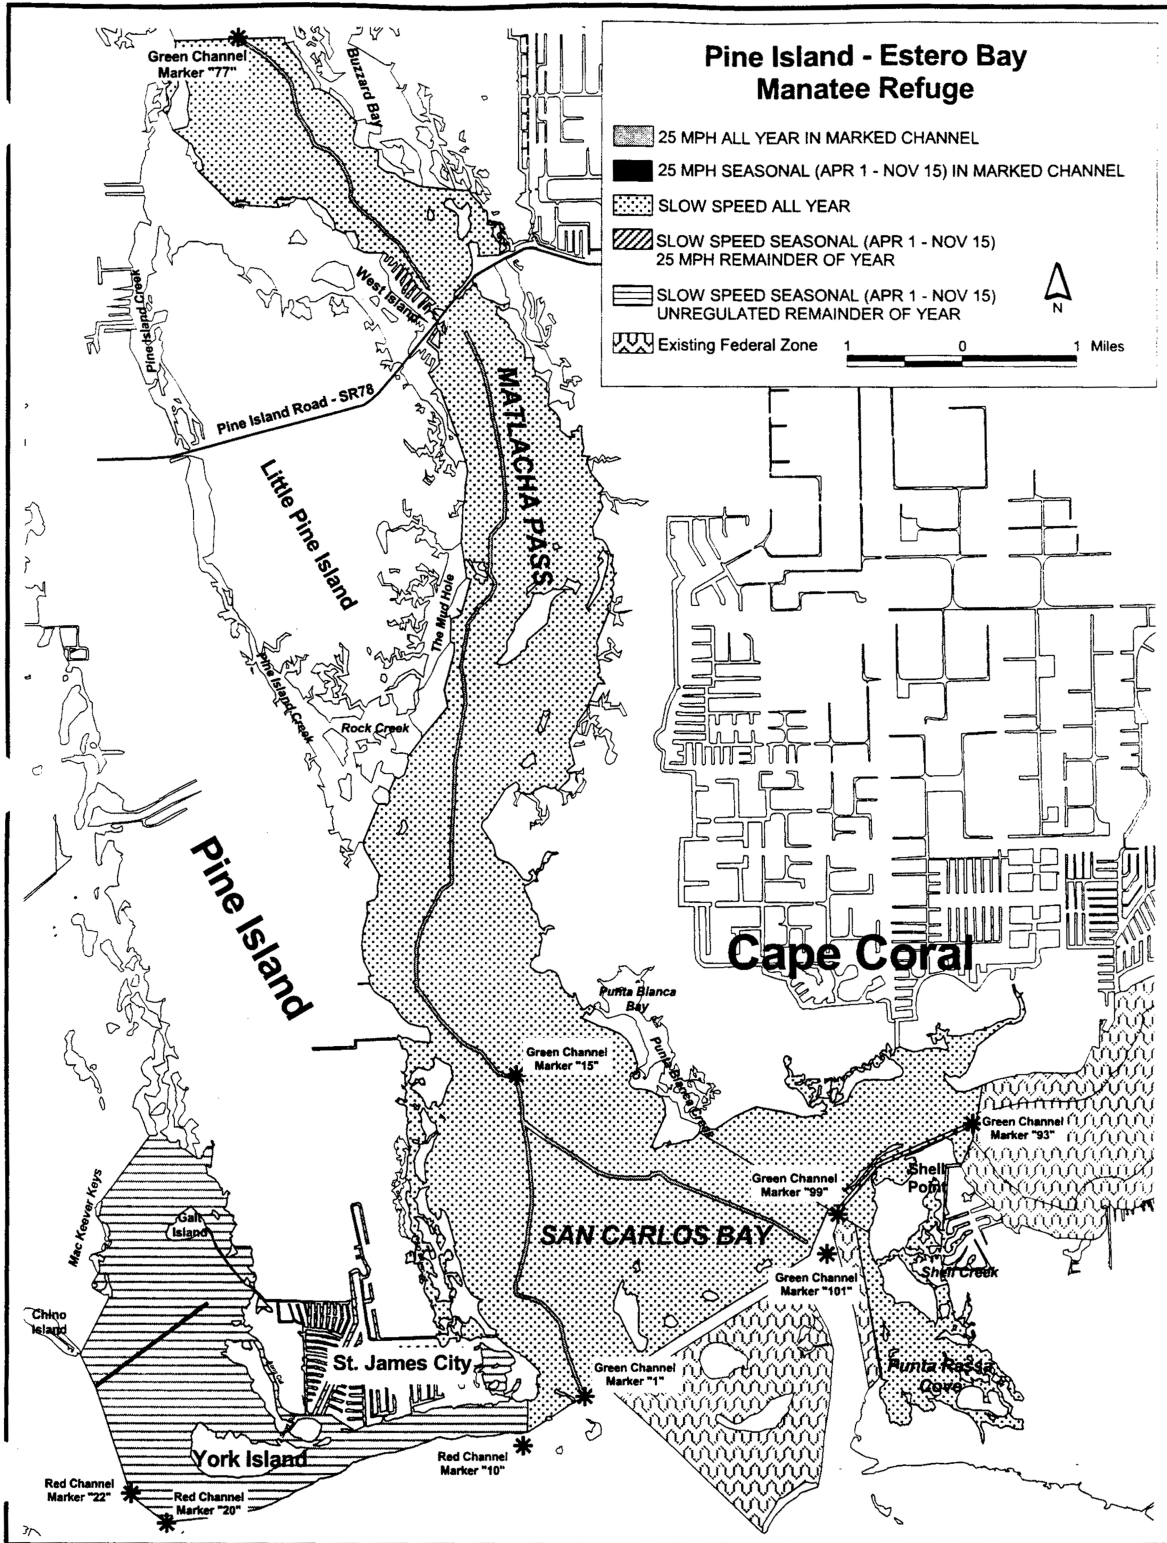 Pine Island - Estero Bay
Manatee Refuge
25 MPH ALL YEAR IN MARKED CHANNEL
25 MPH SEASONAL (APR 1 - NOV 15) IN MARKED CHANNEL
SLOW SPEED ALL YEAR
SLOW SPEED SEASONAL (APR 1 - NOV 15)
25 MPH REMAINDER OF YEAR
SLOW SPEED SEASONAL (APR 1 - NOV 15)
UNREGULATED REMAINDER OF YEAR
Existing Federal Zone
1 0 1 Miles
N
Green Channel
Marker "77"
Buzzard Bay
West Island
Pine Island Creek
Pine Island Road - SR78
MATLACHA PASS
Little Pine Island
The Mud Hole
Pine Island Creek
Rock Creek
Pine Island
Cape Coral
Punta Blanca
Bay
Punta Blanca Creek
Green Channel
Marker "15"
Green Channel
Marker "93"
Shell
Point
Green Channel
Marker "99"
SAN CARLOS BAY
Green Channel
Marker "101"
Shell Creek
Mac Keever Keys
Galt
Island
Chino
Island
St. James City
Green Channel
Marker "1"
Punta Rassa
Cove
York Island
Red Channel
Marker "10"
Red Channel
Marker "22"
Red Channel
Marker "20"